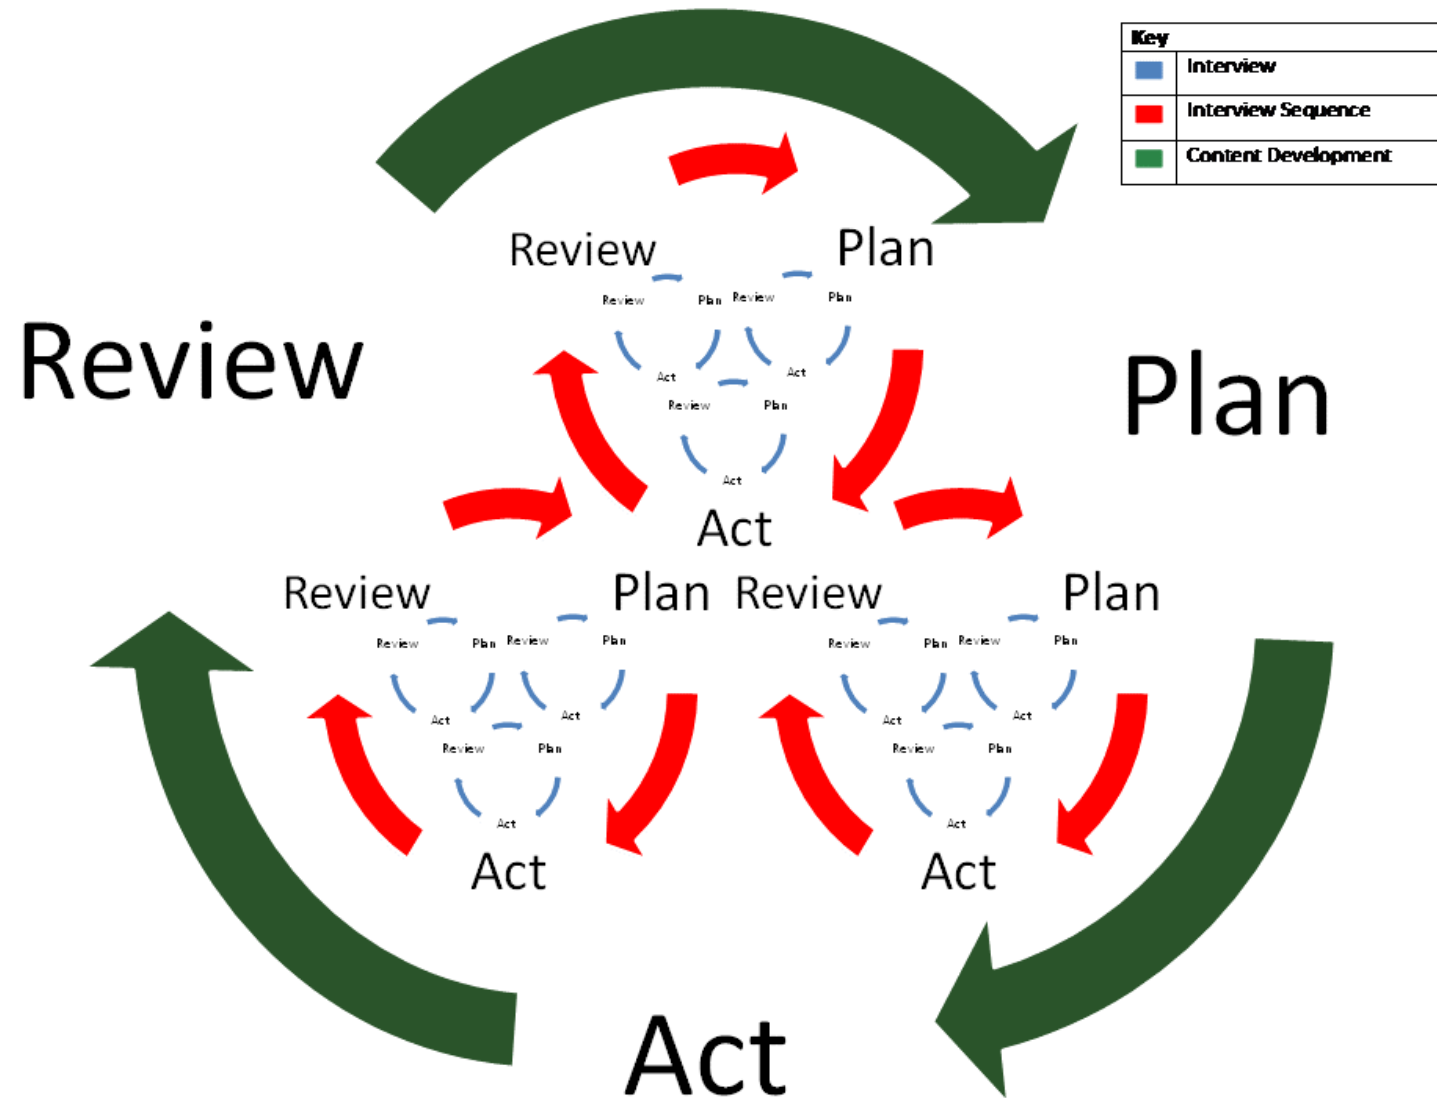 Key
Interview
Interview Sequence
Content Development
Review
Plan
Review Plan Review Plan
Act
Act
Review Plan
Act
Act
Review
Plan
Review Plan Review Plan
Review Plan Review Plan
Review Plan Review Plan
Act Act
Act Act
Review Plan
Review Plan
Act
Act
Act
Act
Act